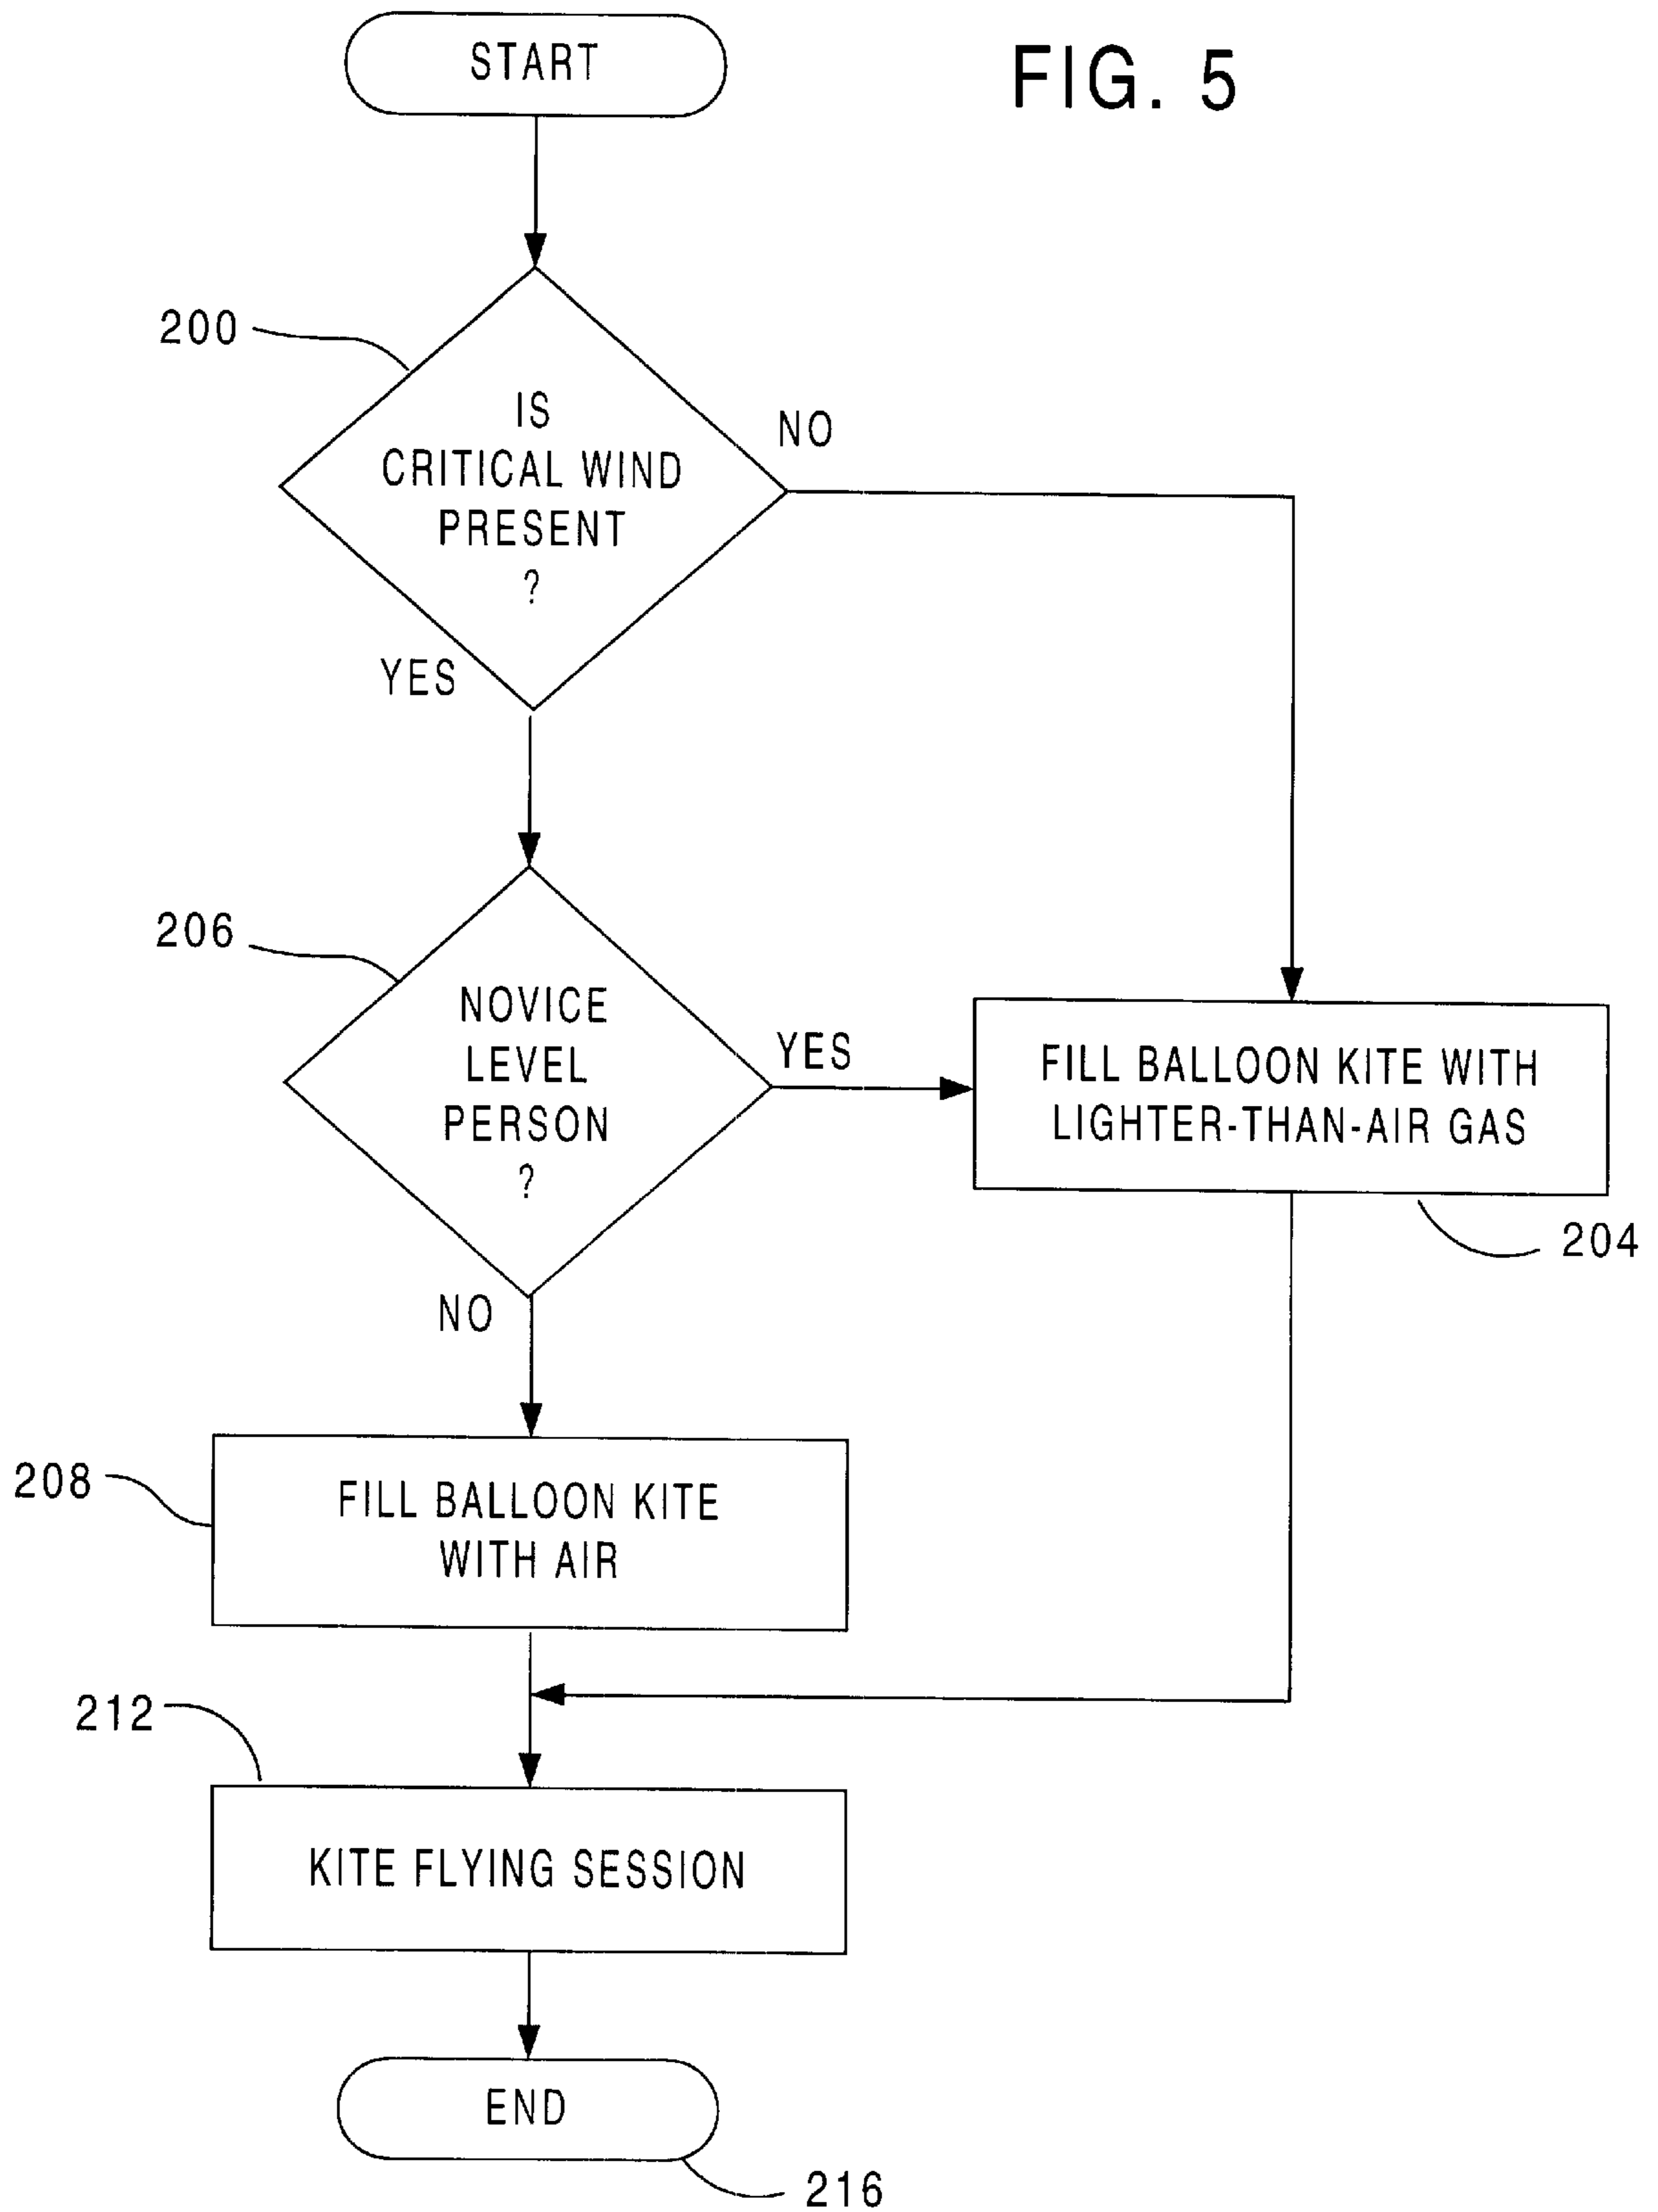 START
FIG. 5
200
IS
CRITICAL WIND
PRESENT
?
NO
YES
206
NOVICE
LEVEL
PERSON
?
YES
FILL BALLOON KITE WITH
LIGHTER-THAN-AIR GAS
204
NO
208
FILL BALLOON KITE
WITH AIR
212
KITE FLYING SESSION
END
216